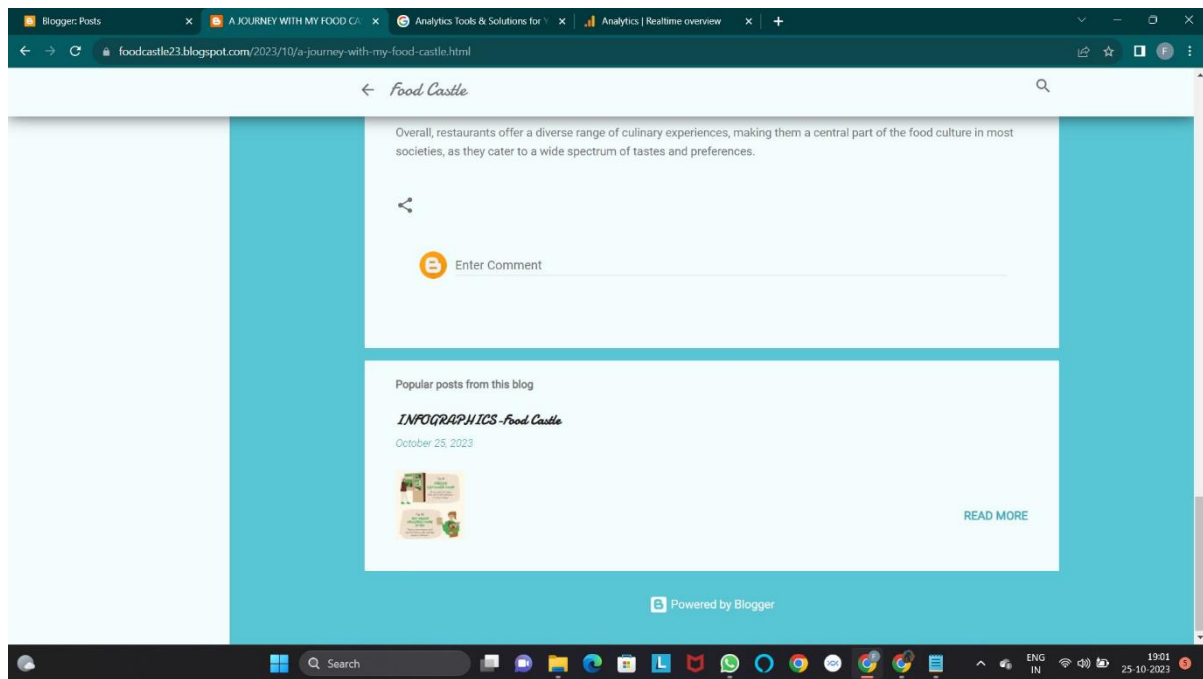 Blogger: Posts
A JOURNEY WITH MY FOOD CA
Analytics Tools & Solutions for Y
Analytics | Realtime overview
foodcastle23.blogspot.com/2023/10/a-journey-with-my-food-castle.html
F
Food Castle
Overall, restaurants offer a diverse range of culinary experiences, making them a central part of the food culture in most
societies, as they cater to a wide spectrum of tastes and preferences.
Enter Comment
Popular posts from this blog
INFOGRAPHICS -Food Castle
October 25, 2023
READ MORE
Powered by Blogger
Search
ENG
IN
19:01
25-10-2023
5